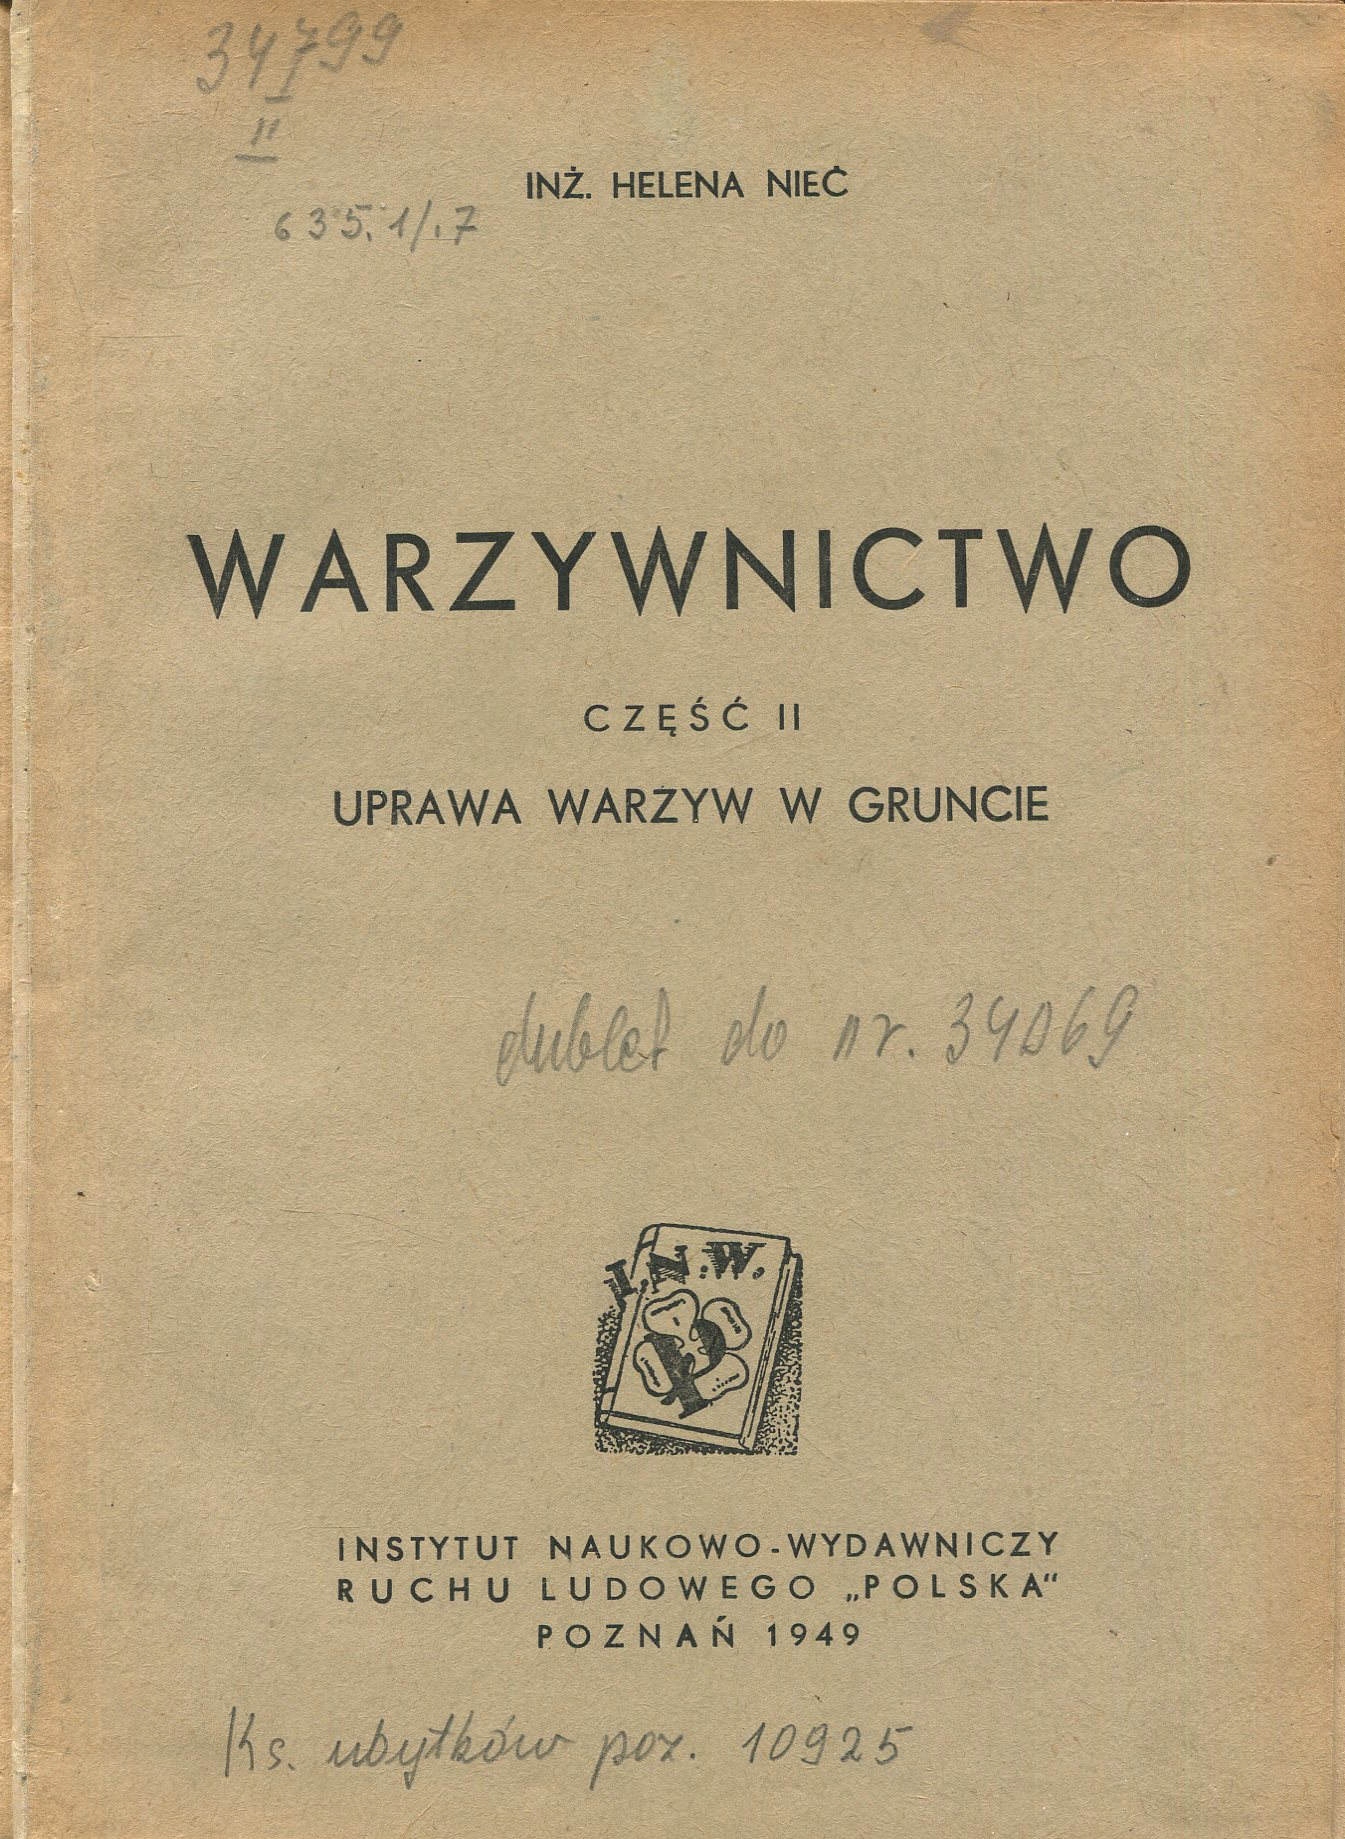 34799
II
INŻ. HELENA NIEĆ
635.1/.7
WARZYWNICTWO
CZĘŚĆ II
UPRAWA WARZYW W GRUNCIE
dublet do nr.
I.N.W.
P
INSTYTUT NAUKOWO-WYDAWNICZY
RUCHU LUDOWEGO „POLSKA“
POZNAŃ 1949
Ks. ubytków poz. 10925